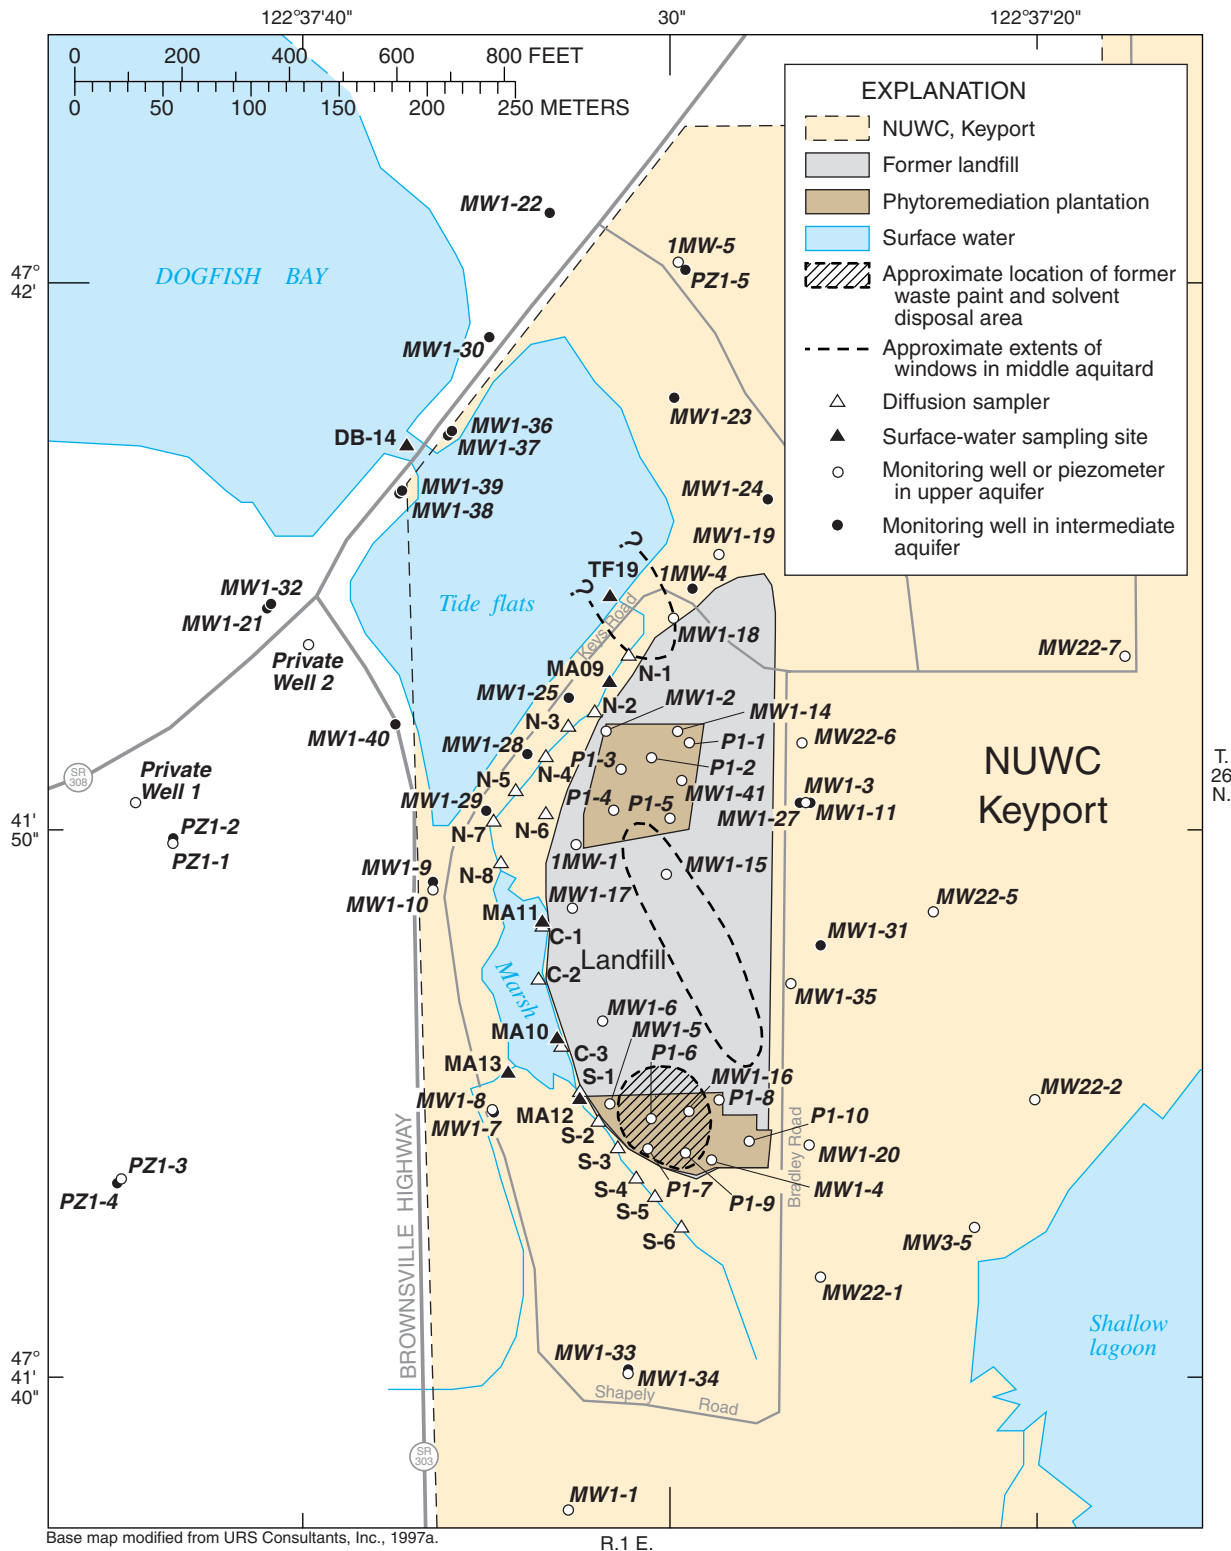 122°37'40"
30"
122°37'20"
0 200 400 600 800 FEET
0 50 100 150 200 250 METERS
EXPLANATION
NUWC, Keyport
Former landfill
Phytoremediation plantation
Surface water
Approximate location of former
waste paint and solvent
disposal area
Approximate extents of
windows in middle aquitard
Diffusion sampler
Surface-water sampling site
Monitoring well or piezometer
in upper aquifer
Monitoring well in intermediate
aquifer
47°
42'
DOGFISH BAY
MW1-22
1MW-5
PZ1-5
MW1-30
MW1-23
DB-14
MW1-36
MW1-37
MW1-39
MW1-38
MW1-24
MW1-19
?
TF19
1MW-4
?
MW1-32
MW1-21
Tide flats
Keys Road
MW1-18
Private
Well 2
MW22-7
MA09
N-1
MW1-25
N-2
MW1-2
MW1-14
N-3
MW1-40
MW1-28
P1-1
MW22-6
P1-3
P1-2
N-4
NUWC
Keyport
T.
26
N.
SR
308
Private
Well 1
N-5
MW1-41
MW1-3
P1-4
P1-5
MW1-29
MW1-27
MW1-11
N-7
N-6
41'
50"
PZ1-2
PZ1-1
1MW-1
MW1-15
MW1-9
N-8
MW1-10
MW1-17
MW22-5
MA11
C-1
MW1-31
Landfill
C-2
Marsh
MW1-35
MW1-6
MW1-5
MA10
C-3
P1-6
MA13
S-1
MW1-16
MW22-2
MW1-8
MA12
P1-8
MW1-7
P1-10
S-2
Bradley Road
BROWNSVILLE HIGHWAY
S-3
MW1-20
PZ1-3
PZ1-4
S-4
P1-7
MW1-4
P1-9
S-5
S-6
MW3-5
MW22-1
Shallow
lagoon
MW1-33
MW1-34
47°
41'
40"
Shapely Road
SR
303
MW1-1
Base map modified from URS Consultants, Inc., 1997a.
R.1 E.